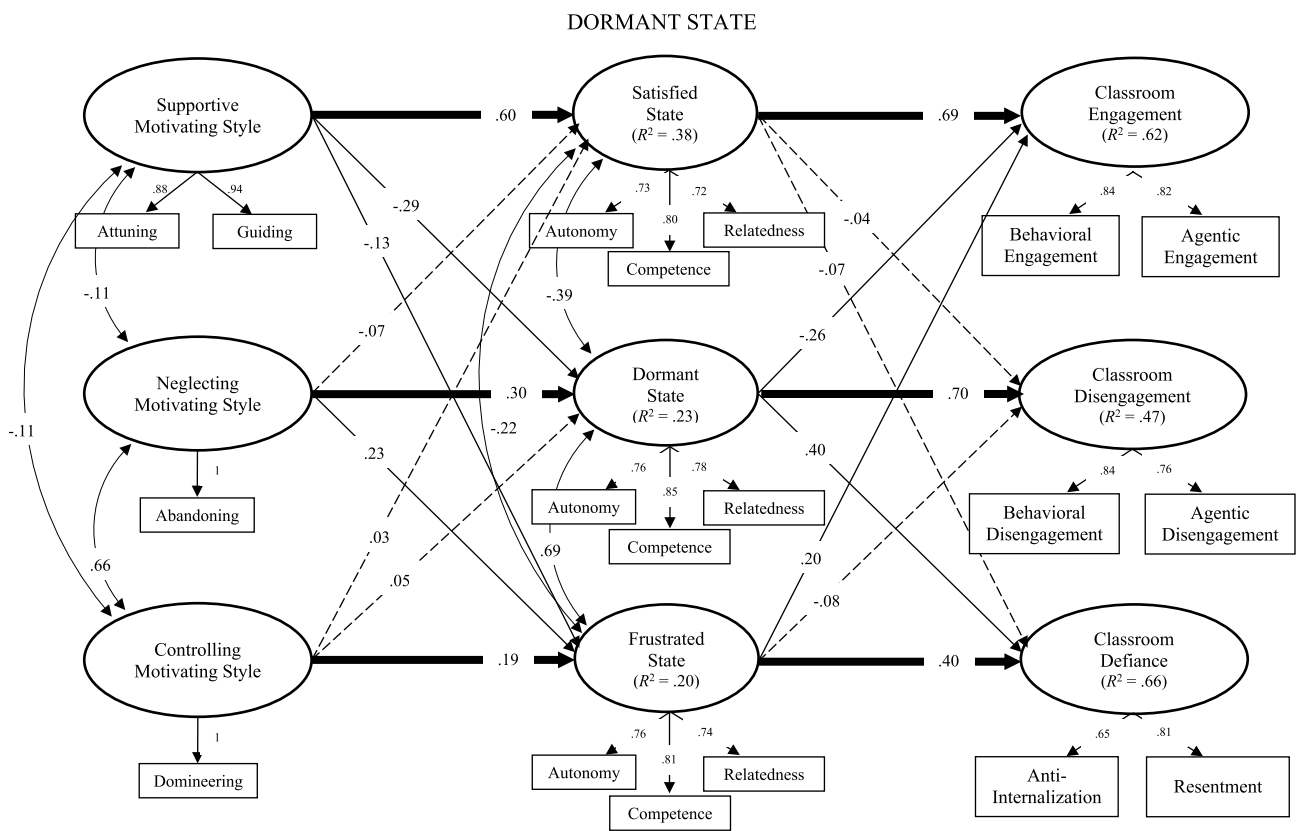 DORMANT STATE
Supportive
Motivating Style
.60
Satisfied
State
(R² = .38)
.69
Classroom
Engagement
(R² = .62)
.88
.94
Attuning
Guiding
-.29
-.13
.73
.80
.72
Autonomy
Relatedness
Competence
-.04
-.07
.84
.82
Behavioral
Engagement
Agentic
Engagement
-.11
-.39
-.07
-.26
Neglecting
Motivating Style
.30
Dormant
State
(R² = .23)
.70
Classroom
Disengagement
(R² = .47)
-.11
.23
-.22
.40
1
Abandoning
.76
.85
.78
Autonomy
Relatedness
Competence
.84
.76
Behavioral
Disengagement
Agentic
Disengagement
.66
.03
.05
.69
.20
-.08
Controlling
Motivating Style
.19
Frustrated
State
(R² = .20)
.40
Classroom
Defiance
(R² = .66)
1
Domineering
.76
.81
.74
Autonomy
Relatedness
Competence
.65
.81
Anti-
Internalization
Resentment